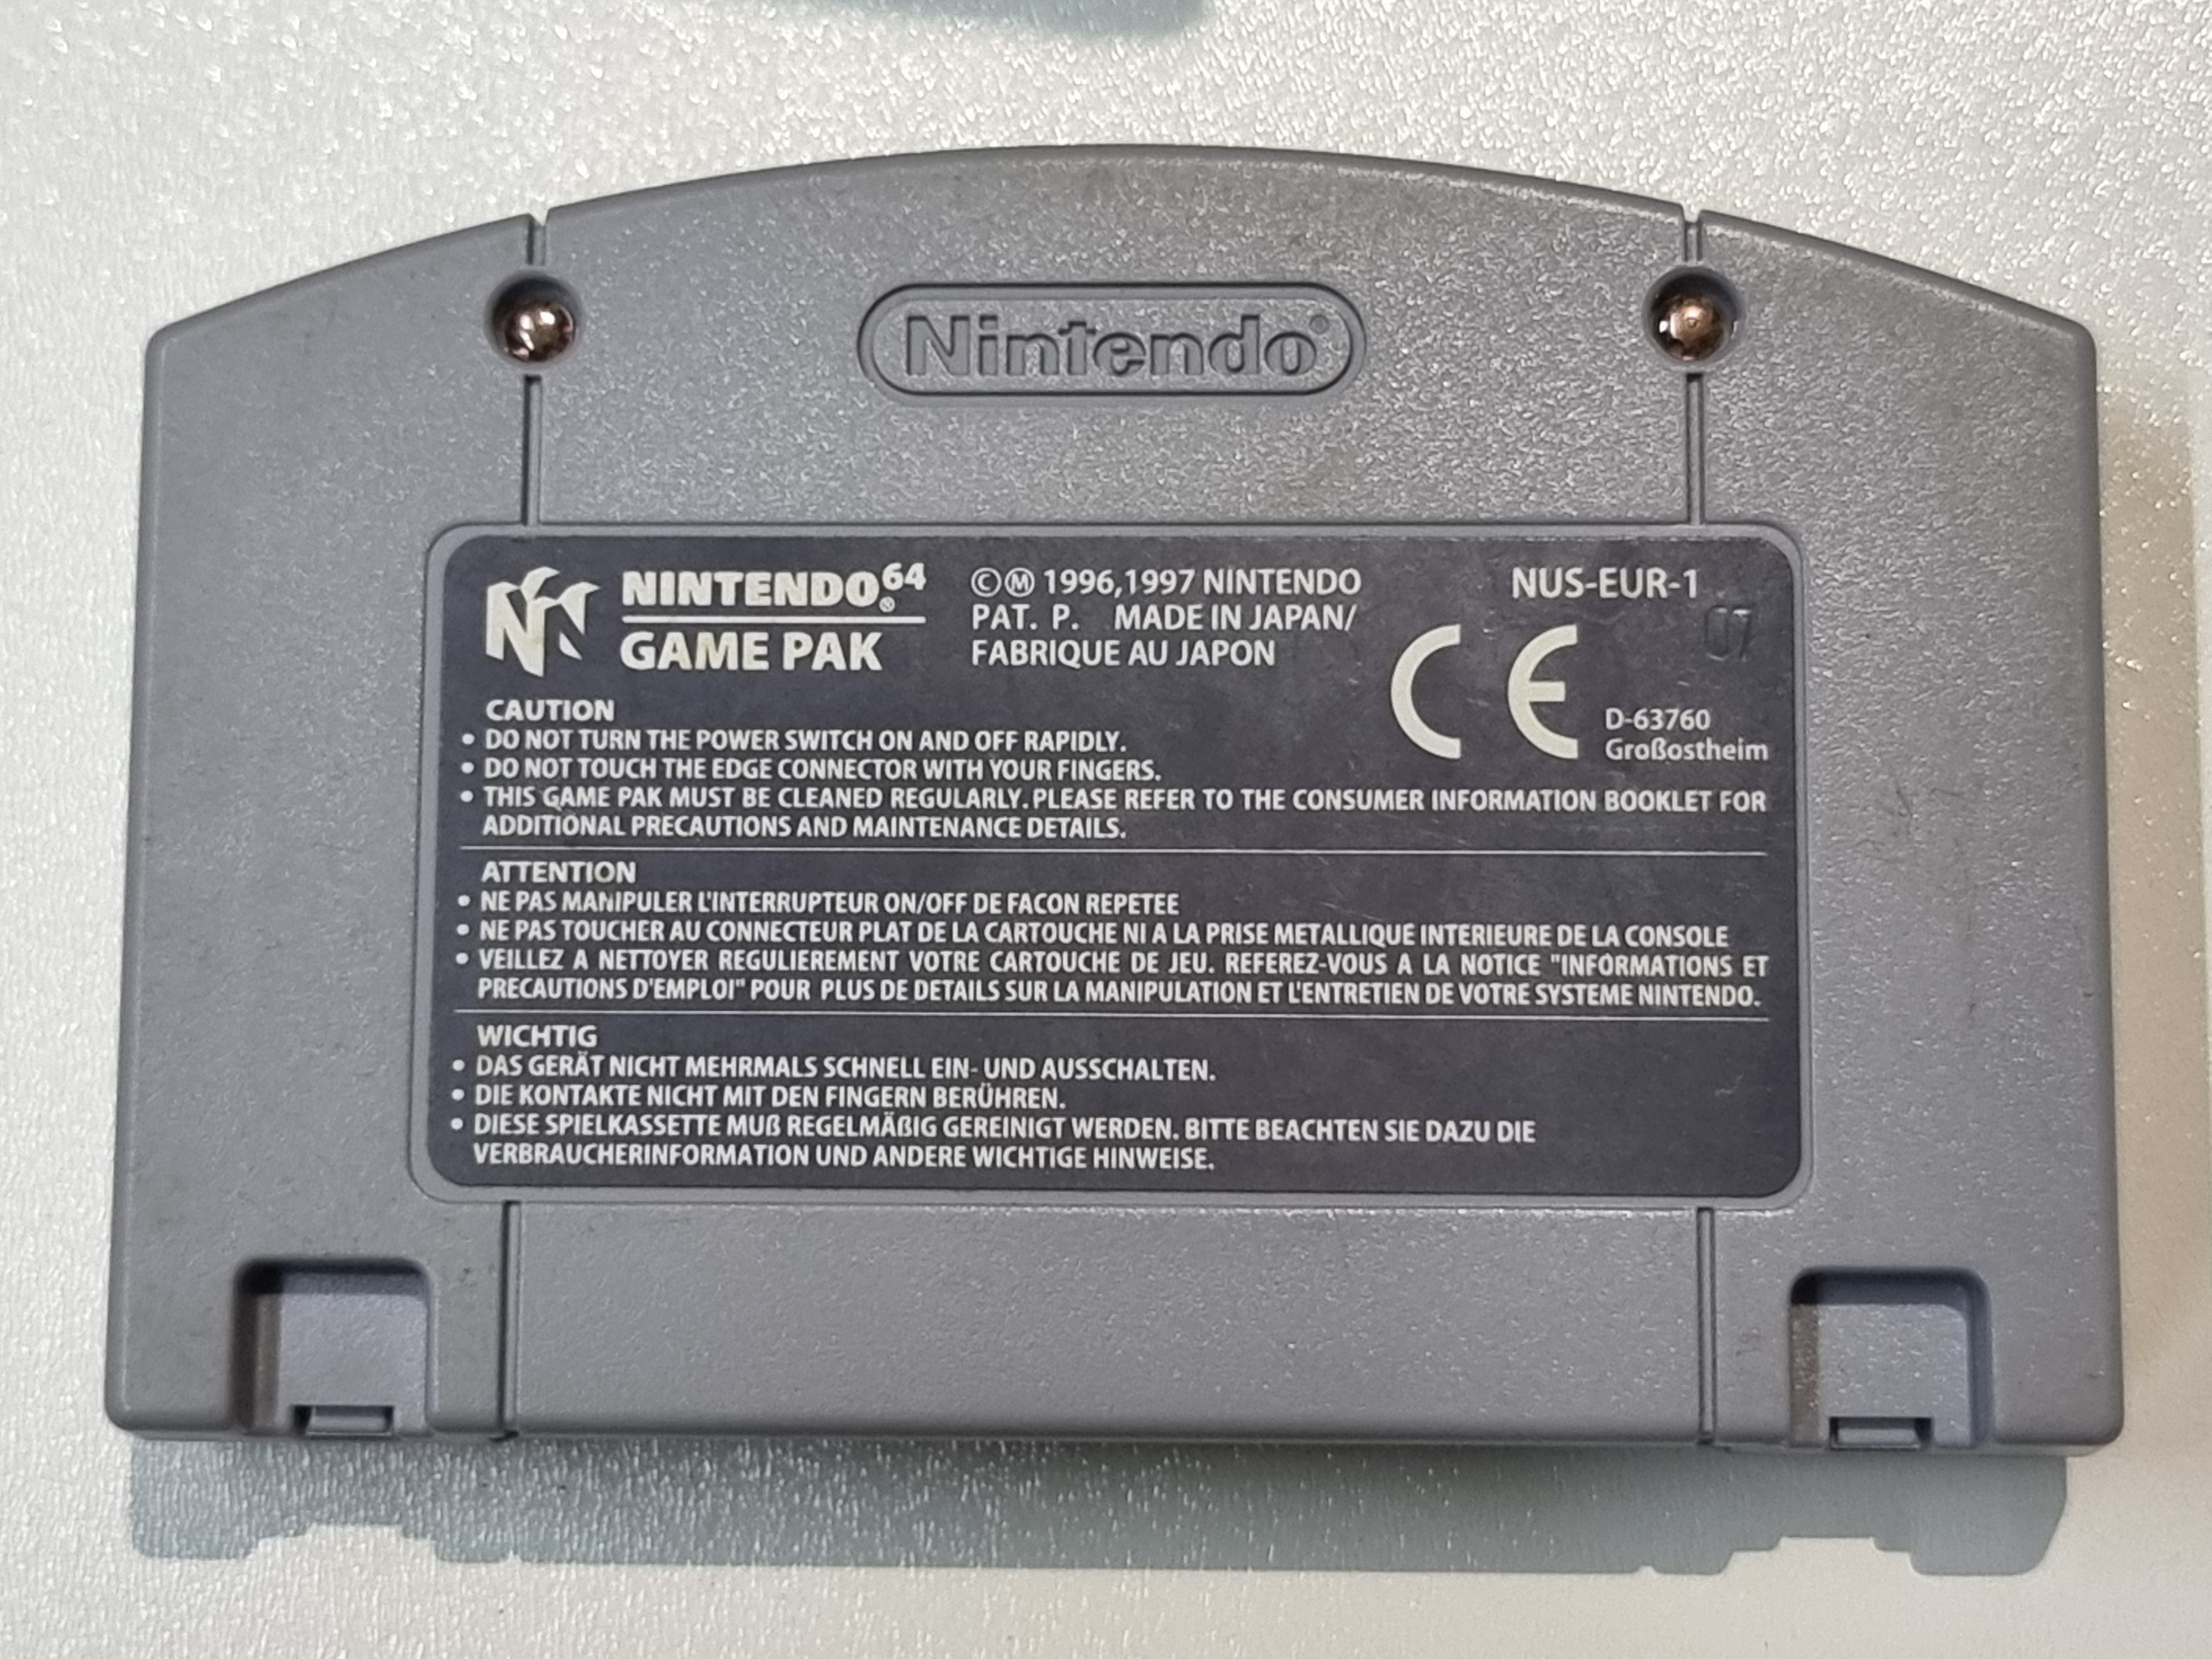 Nintendo®
NINTENDO64®
GAME PAK
©Ⓜ 1996,1997 NINTENDO
PAT. P. MADE IN JAPAN/
FABRIQUE AU JAPON
NUS-EUR-1
07
CE
D-63760
Großostheim
CAUTION
• DO NOT TURN THE POWER SWITCH ON AND OFF RAPIDLY.
• DO NOT TOUCH THE EDGE CONNECTOR WITH YOUR FINGERS.
• THIS GAME PAK MUST BE CLEANED REGULARLY. PLEASE REFER TO THE CONSUMER INFORMATION BOOKLET FOR
ADDITIONAL PRECAUTIONS AND MAINTENANCE DETAILS.
ATTENTION
• NE PAS MANIPULER L'INTERRUPTEUR ON/OFF DE FACON REPETEE
• NE PAS TOUCHER AU CONNECTEUR PLAT DE LA CARTOUCHE NI A LA PRISE METALLIQUE INTERIEURE DE LA CONSOLE
• VEILLEZ A NETTOYER REGULIEREMENT VOTRE CARTOUCHE DE JEU. REFEREZ-VOUS A LA NOTICE "INFORMATIONS ET
PRECAUTIONS D'EMPLOI" POUR PLUS DE DETAILS SUR LA MANIPULATION ET L'ENTRETIEN DE VOTRE SYSTEME NINTENDO.
WICHTIG
• DAS GERÄT NICHT MEHRMALS SCHNELL EIN- UND AUSSCHALTEN.
• DIE KONTAKTE NICHT MIT DEN FINGERN BERÜHREN.
• DIESE SPIELKASSETTE MUß REGELMÄßIG GEREINIGT WERDEN. BITTE BEACHTEN SIE DAZU DIE
VERBRAUCHERINFORMATION UND ANDERE WICHTIGE HINWEISE.